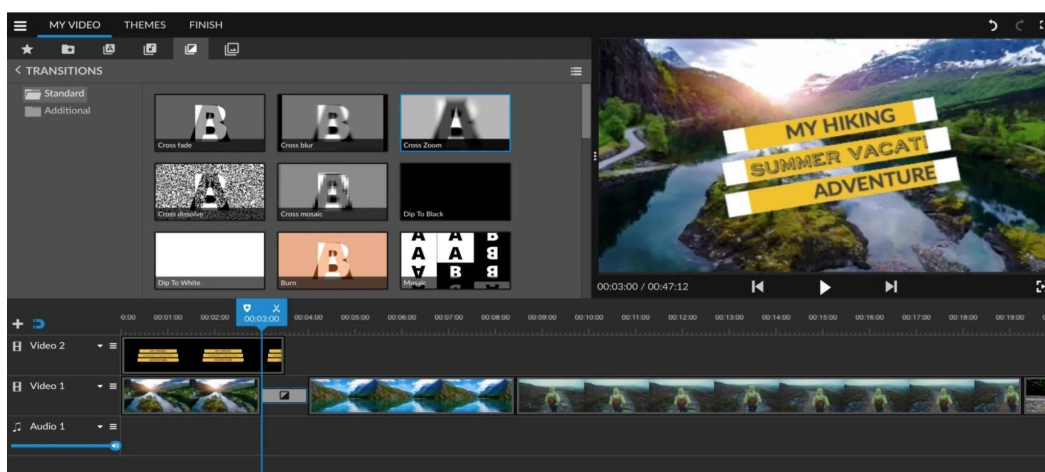 MY VIDEO THEMES FINISH
< TRANSITIONS
Standard
Additional
Cross fade
Cross blur
Cross Zoom
Cross dissolve
Cross mosaic
Dip To Black
Dip To White
Burn
Mosaic
MY HIKING
SUMMER VACATI
ADVENTURE
00:03:00 / 00:47:12
0:00 00:01:00 00:02:00 00:03:00 00:04:00 00:05:00 00:06:00 00:07:00 00:08:00 00:09:00 00:10:00 00:11:00 00:12:00 00:13:00 00:14:00 00:15:00 00:16:00 00:17:00 00:18:00 00:19:00
Video 2
Video 1
Audio 1